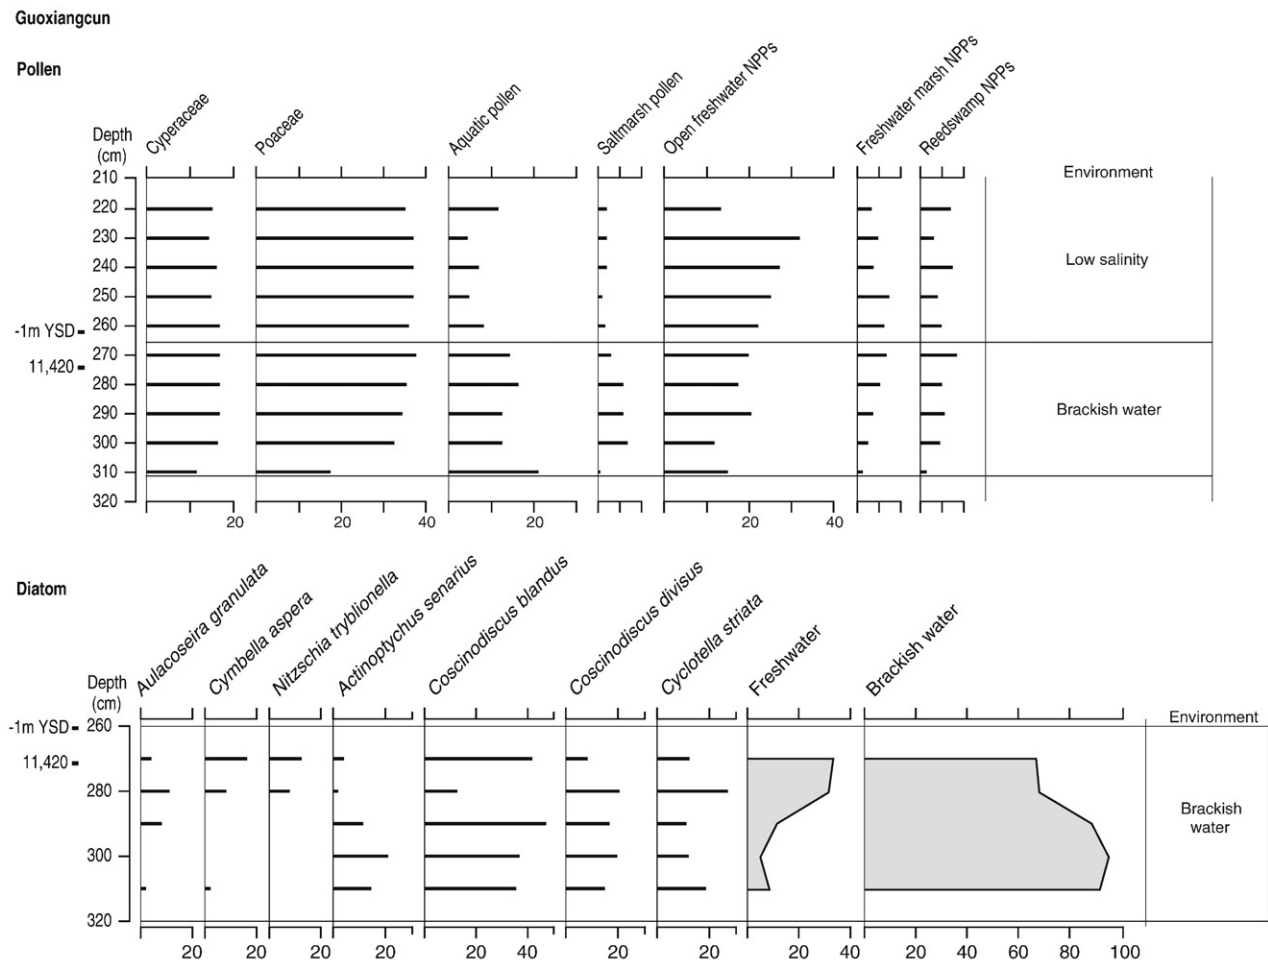 Guoxiangcun
Pollen
Depth
(cm)
Cyperaceae
Poaceae
Aquatic pollen
Saltmarsh pollen
Open freshwater NPPs
Freshwater marsh NPPs
Reedswamp NPPs
Environment
210
220
230
240
Low salinity
250
-1m YSD
260
270
11,420
280
290
Brackish water
300
310
320
20 20 40 20 20 40
Diatom
Depth
(cm)
Aulacoseira granulata
Cymbella aspera
Nitzschia tryblionella
Actinoptychus senarius
Coscinodiscus blandus
Coscinodiscus divisus
Cyclotella striata
Freshwater
Brackish water
Environment
-1m YSD
260
11,420
280
Brackish
water
300
320
20 20 20 20 20 40 20 20 20 40 20 40 60 80 100